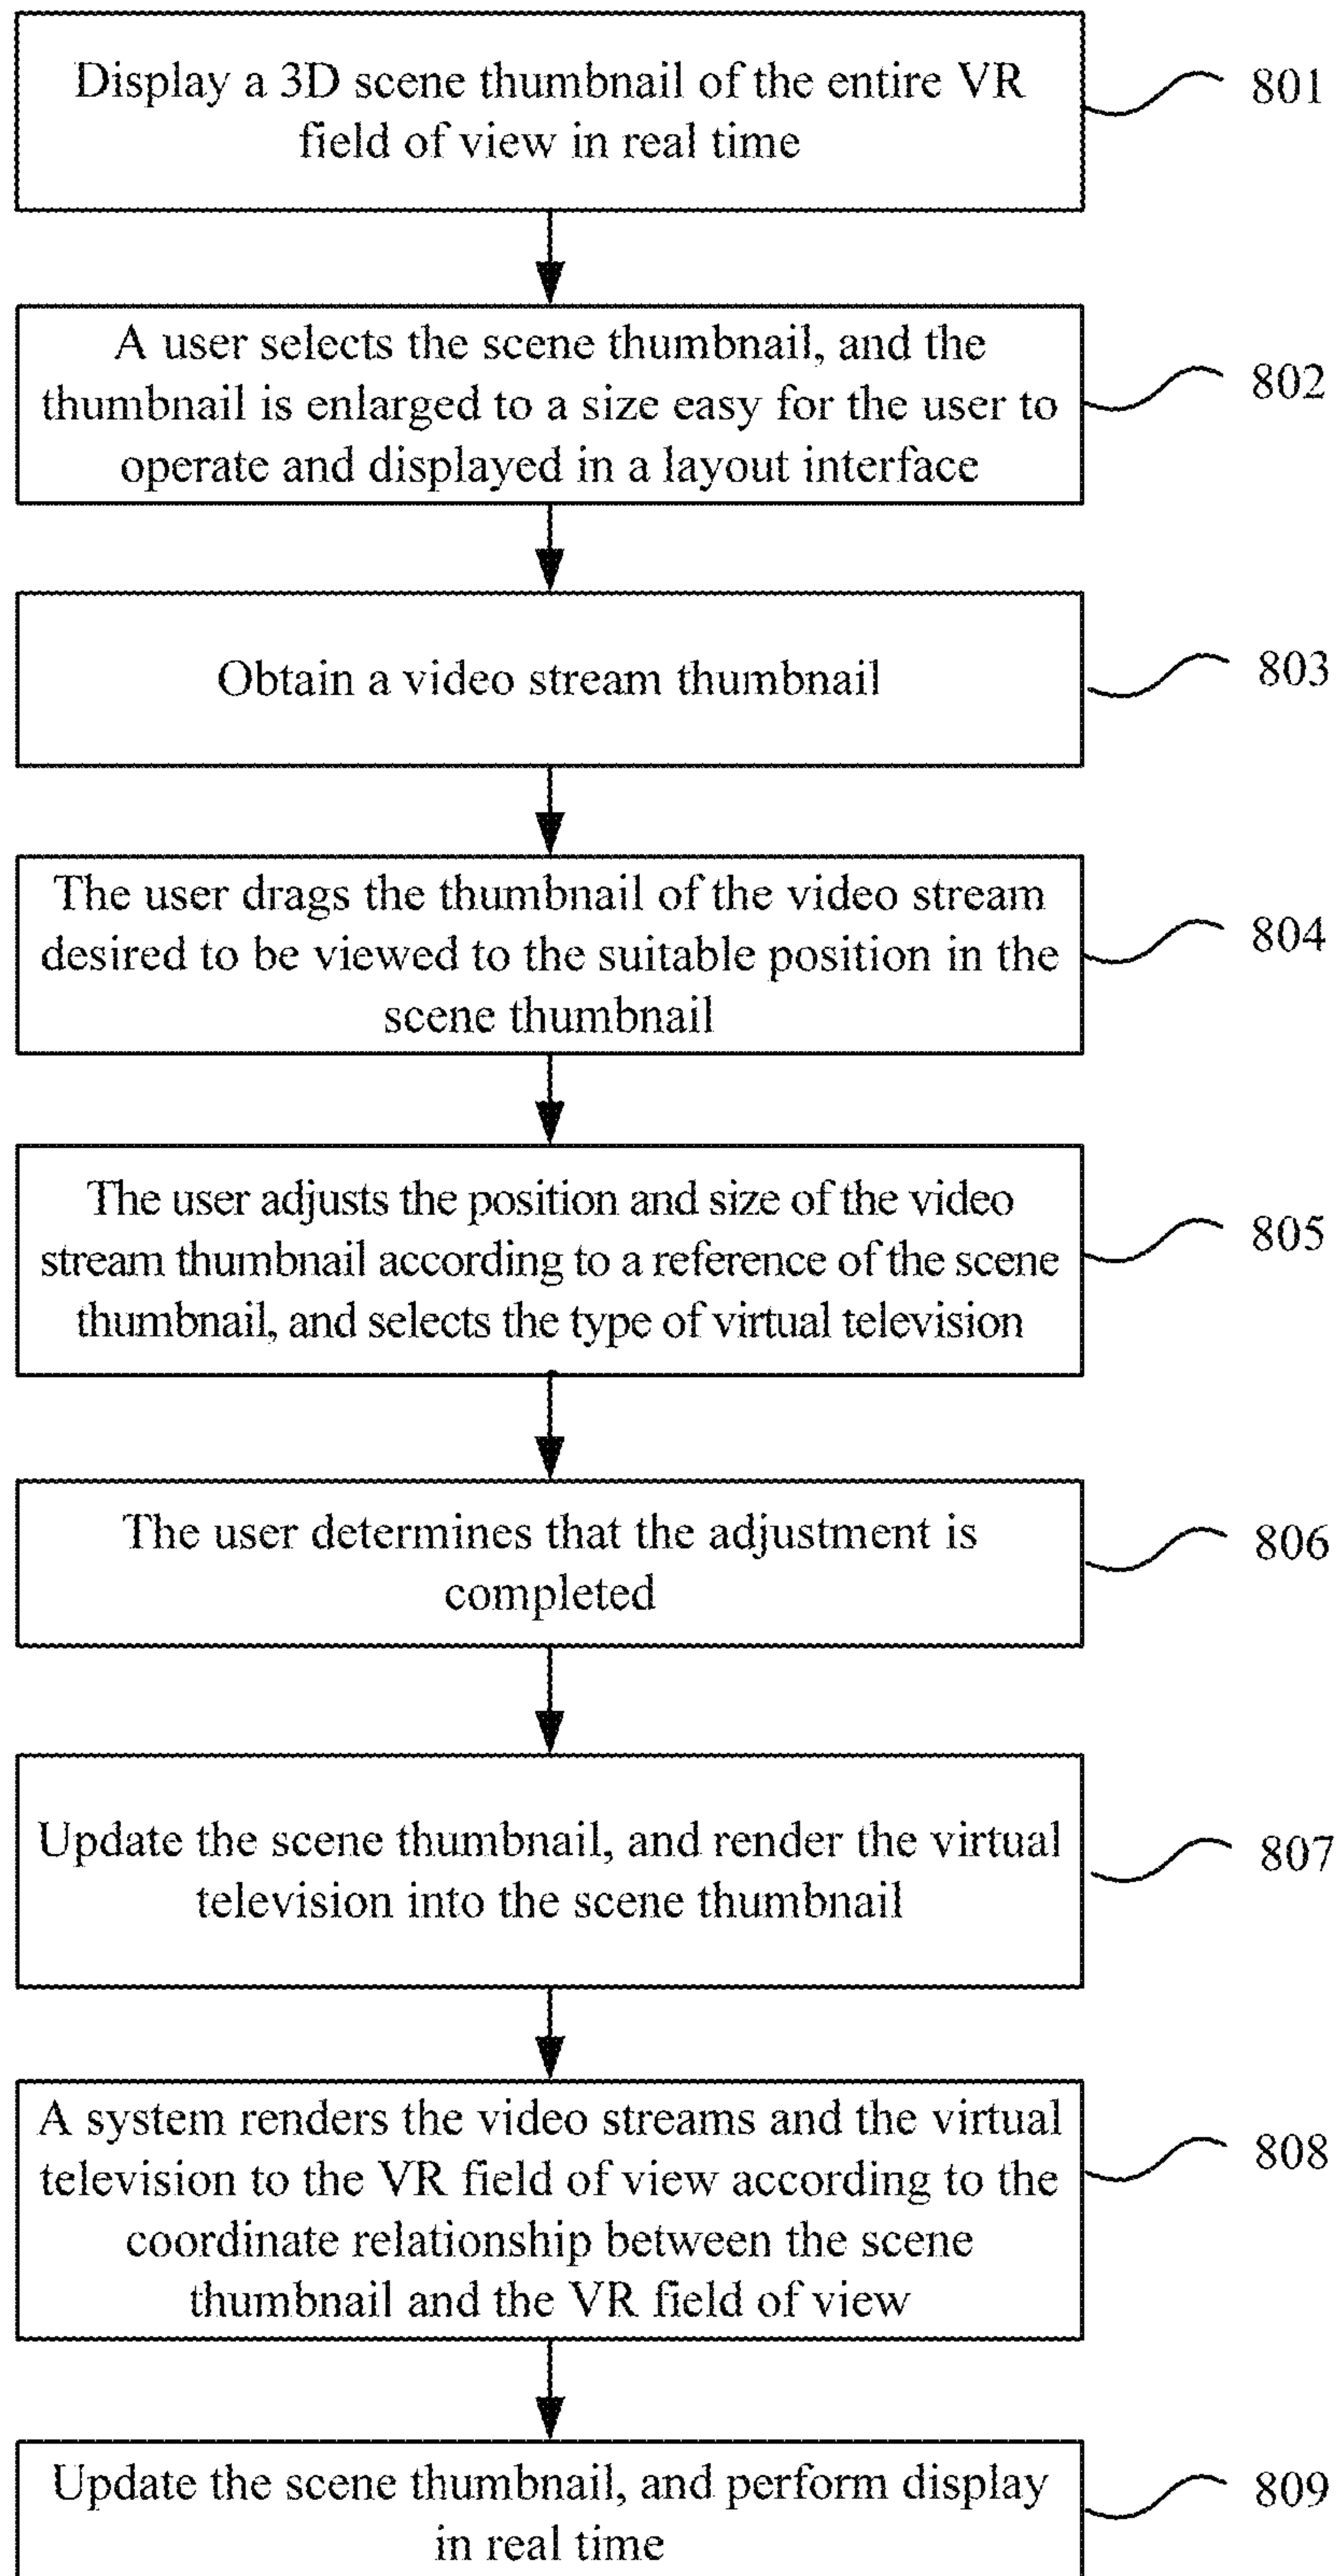 Display a 3D scene thumbnail of the entire VR
field of view in real time
801
A user selects the scene thumbnail, and the
thumbnail is enlarged to a size easy for the user to
operate and displayed in a layout interface
802
Obtain a video stream thumbnail
803
The user drags the thumbnail of the video stream
desired to be viewed to the suitable position in the
scene thumbnail
804
The user adjusts the position and size of the video
stream thumbnail according to a reference of the scene
thumbnail, and selects the type of virtual television
805
The user determines that the adjustment is
completed
806
Update the scene thumbnail, and render the virtual
television into the scene thumbnail
807
A system renders the video streams and the virtual
television to the VR field of view according to the
coordinate relationship between the scene
thumbnail and the VR field of view
808
Update the scene thumbnail, and perform display
in real time
809